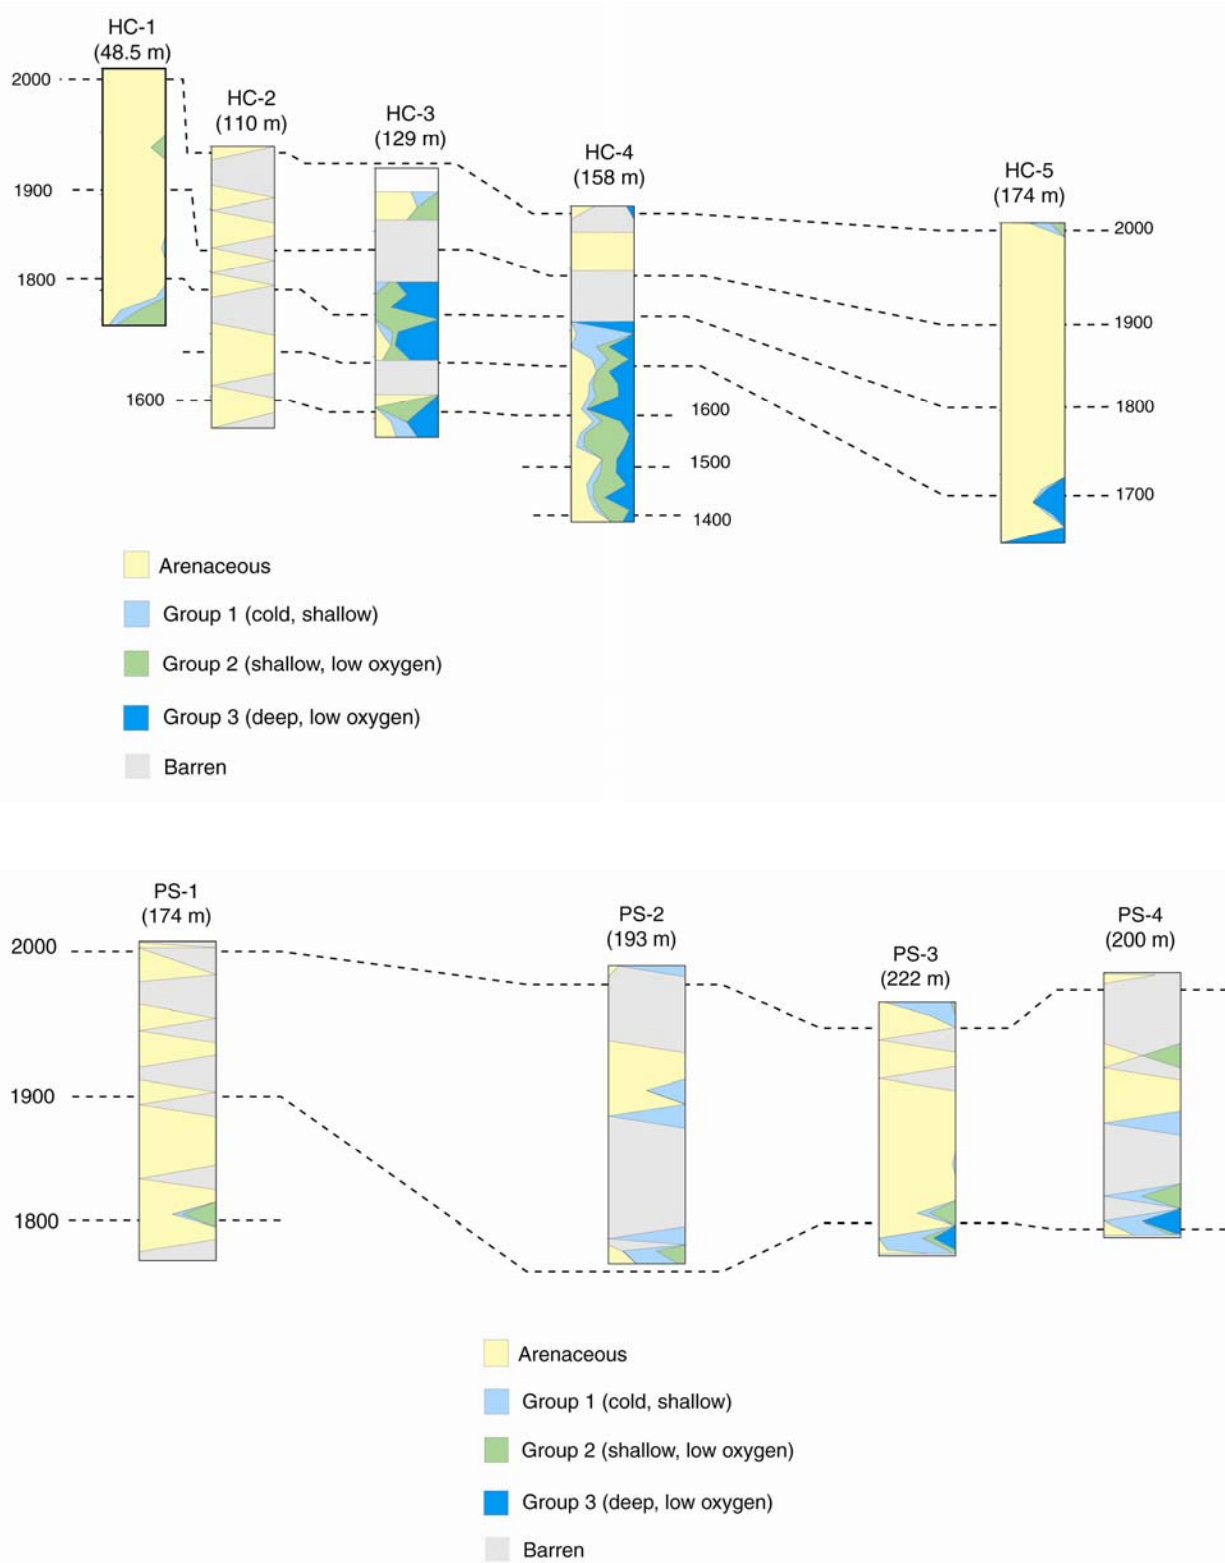 HC-1
(48.5 m)
HC-2
(110 m)
HC-3
(129 m)
HC-4
(158 m)
HC-5
(174 m)
2000
1900
1800
1600
2000
1900
1800
1700
1600
1500
1400
Arenaceous
Group 1 (cold, shallow)
Group 2 (shallow, low oxygen)
Group 3 (deep, low oxygen)
Barren
PS-1
(174 m)
PS-2
(193 m)
PS-3
(222 m)
PS-4
(200 m)
2000
1900
1800
Arenaceous
Group 1 (cold, shallow)
Group 2 (shallow, low oxygen)
Group 3 (deep, low oxygen)
Barren